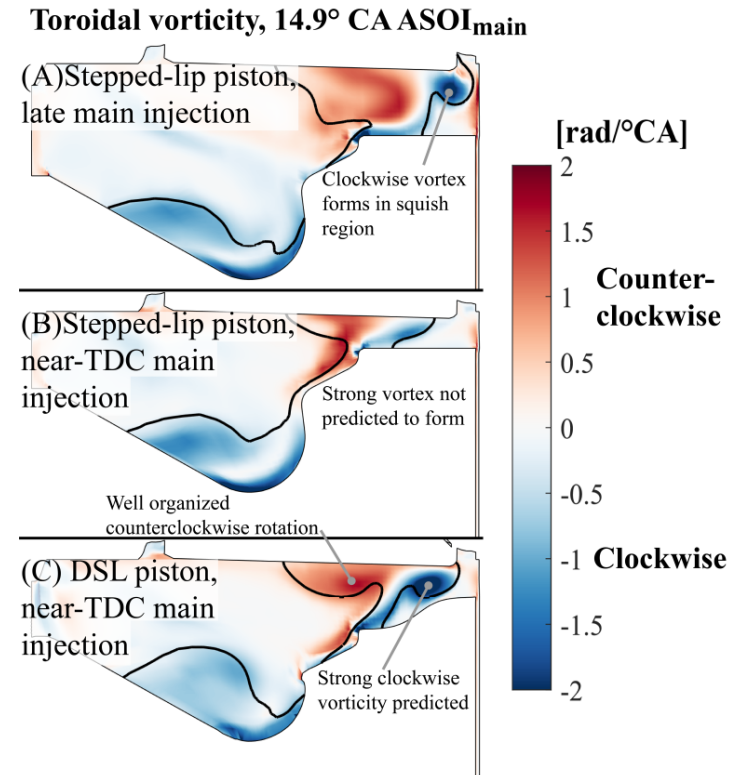 Toroidal vorticity, 14.9° CA ASOImain
(A)Stepped-lip piston,
late main injection
Clockwise vortex
forms in squish
region
(B)Stepped-lip piston,
near-TDC main
injection
Strong vortex not
predicted to form
Well organized
counterclockwise rotation
(C) DSL piston,
near-TDC main
injection
Strong clockwise
vorticity predicted
[rad/°CA]
2
1.5
1
0.5
0
-0.5
-1
-1.5
-2
Counter-
clockwise
Clockwise